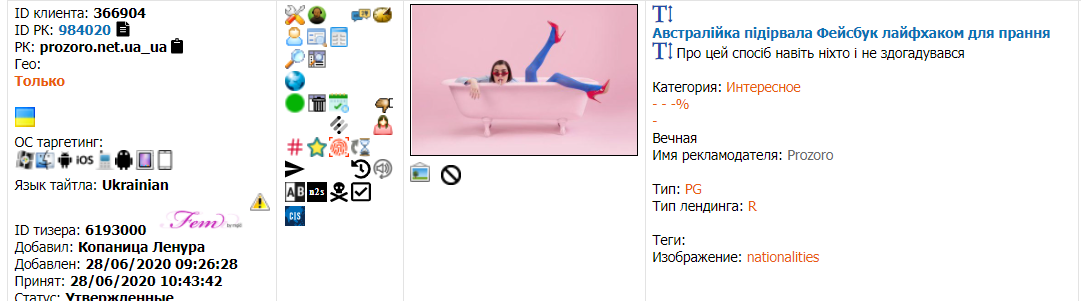 ID клиента: 366904
ID РК: 984020
РК: prozoro.net.ua_ua
Гео:
Только
ОС таргетинг:
iOS
Язык тайтла: Ukrainian
Fem
ID тизера: 6193000
Добавил: Копаница Ленура
Добавлен: 28/06/2020 09:26:28
Принят: 28/06/2020 10:43:42
Статус: Утвержденные
#
AB m2s
CIS
T
Австралійка підірвала Фейсбук лайфхаком для прання
T Про цей спосіб навіть ніхто і не здогадувався
Категория: Интересное
- - -%
-
Вечная
Имя рекламодателя: Prozoro
Тип: PG
Тип лендинга: R
Теги:
Изображение: nationalities